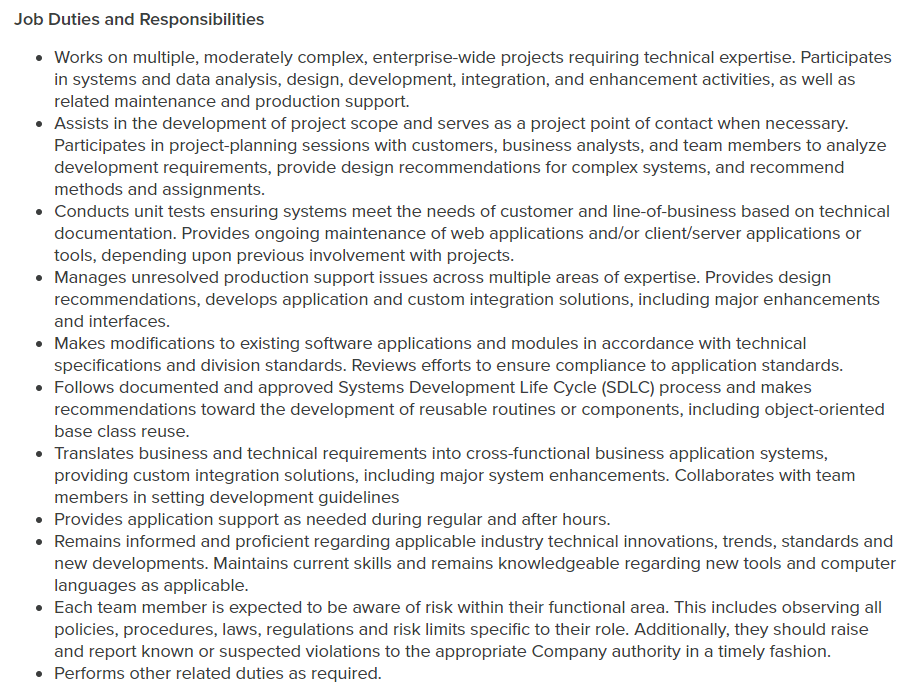 Job Duties and Responsibilities
• Works on multiple, moderately complex, enterprise-wide projects requiring technical expertise. Participates
in systems and data analysis, design, development, integration, and enhancement activities, as well as
related maintenance and production support.
• Assists in the development of project scope and serves as a project point of contact when necessary.
Participates in project-planning sessions with customers, business analysts, and team members to analyze
development requirements, provide design recommendations for complex systems, and recommend
methods and assignments.
• Conducts unit tests ensuring systems meet the needs of customer and line-of-business based on technical
documentation. Provides ongoing maintenance of web applications and/or client/server applications or
tools, depending upon previous involvement with projects.
• Manages unresolved production support issues across multiple areas of expertise. Provides design
recommendations, develops application and custom integration solutions, including major enhancements
and interfaces.
• Makes modifications to existing software applications and modules in accordance with technical
specifications and division standards. Reviews efforts to ensure compliance to application standards.
• Follows documented and approved Systems Development Life Cycle (SDLC) process and makes
recommendations toward the development of reusable routines or components, including object-oriented
base class reuse.
• Translates business and technical requirements into cross-functional business application systems,
providing custom integration solutions, including major system enhancements. Collaborates with team
members in setting development guidelines
• Provides application support as needed during regular and after hours.
• Remains informed and proficient regarding applicable industry technical innovations, trends, standards and
new developments. Maintains current skills and remains knowledgeable regarding new tools and computer
languages as applicable.
• Each team member is expected to be aware of risk within their functional area. This includes observing all
policies, procedures, laws, regulations and risk limits specific to their role. Additionally, they should raise
and report known or suspected violations to the appropriate Company authority in a timely fashion.
• Performs other related duties as required.